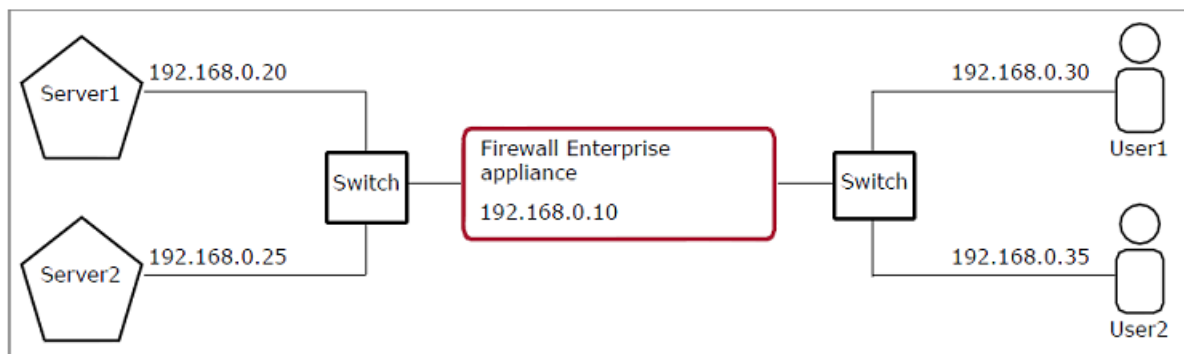 192.168.0.20
Server1
192.168.0.30
User1
Switch
Firewall Enterprise
appliance
192.168.0.10
Switch
192.168.0.25
Server2
192.168.0.35
User2